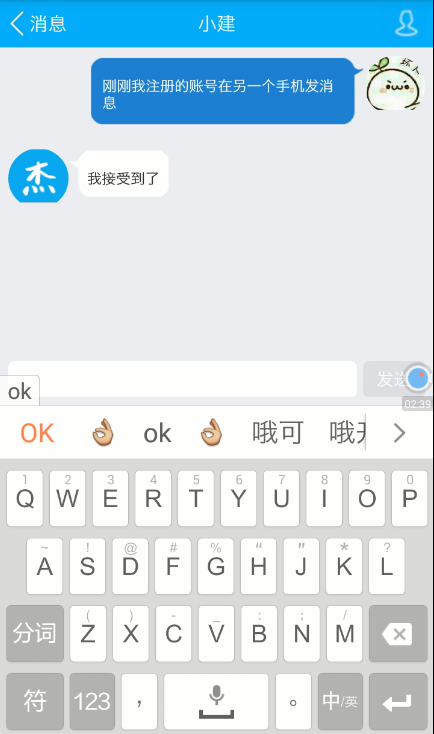 消息
小建
坏人
刚刚我注册的账号在另一个手机发消
息
杰
我接受到了
发送
02:39
ok
OK
ok
哦可
1 2 3 4 5 6 7 8 9 0
Q W E R T Y U I O P
~ ! @ # % “ ” * ?
A S D F G H J K L
( ) - _ : ; /
分词 Z X C V B N M
符 123 , 。 中/英